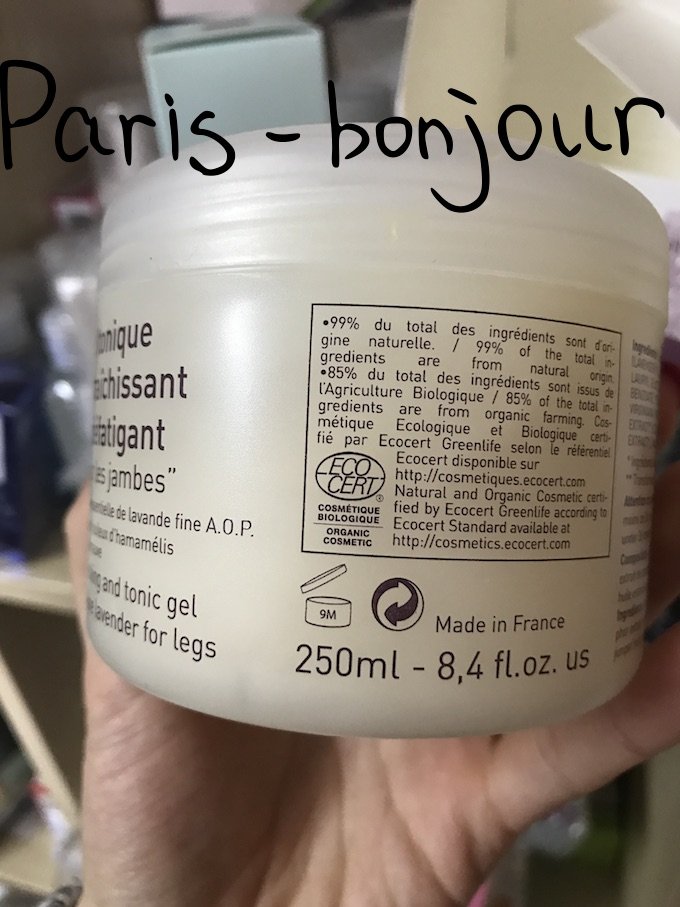 Paris - bonjour
tonique
jambes"
de lavande fine A.O.P.
d'hamamélis
and tonic gel
lavender for legs
•99% du total des ingrédients sont d'ori-
gine naturelle. / 99% of the total in-
gredients are from natural origin.
•85% du total des ingrédients sont issus de
l'Agriculture Biologique / 85% of the total in-
gredients are from organic farming. Cos-
métique Ecologique et Biologique certi-
fié par Ecocert Greenlife selon le référentiel
Ecocert disponible sur
http://cosmetiques.ecocert.com
Natural and Organic Cosmetic certi-
fied by Ecocert Greenlife according to
Ecocert Standard available at
http://cosmetics.ecocert.com
ECO
CERT®
COSMÉTIQUE
BIOLOGIQUE
ORGANIC
COSMETIC
9M
Made in France
250ml - 8,4 fl.oz. us